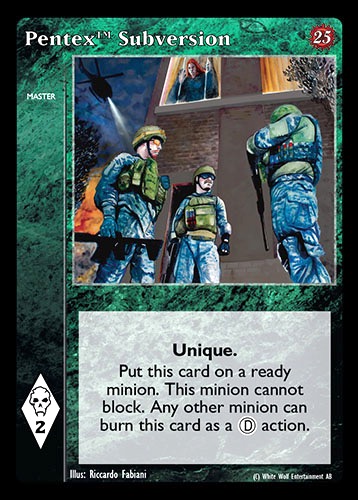 Pentex™ Subversion
25
MASTER
Unique.
Put this card on a ready
minion. This minion cannot
block. Any other minion can
burn this card as a Ⓓ action.
2
Illus: Riccardo Fabiani
(C) White Wolf Entertainment AB